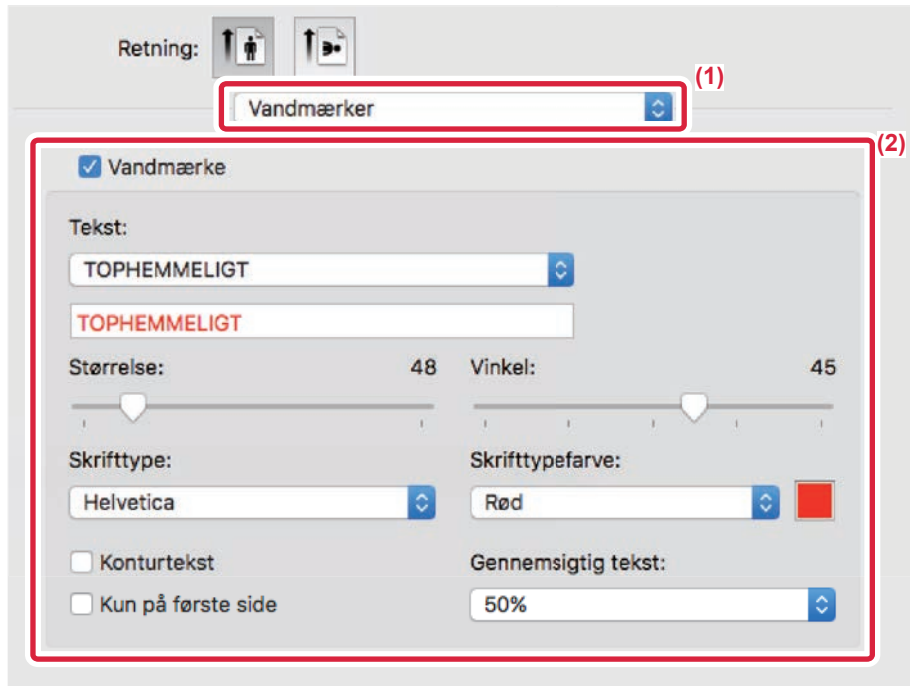 Retning:
(1)
Vandmærker
(2)
Vandmærke
Tekst:
TOPHEMMELIGT
TOPHEMMELIGT
Størrelse: 48 Vinkel: 45
Skrifttype: Skrifttypefarve:
Helvetica Rød
Konturtekst Gennemsigtig tekst:
Kun på første side 50%